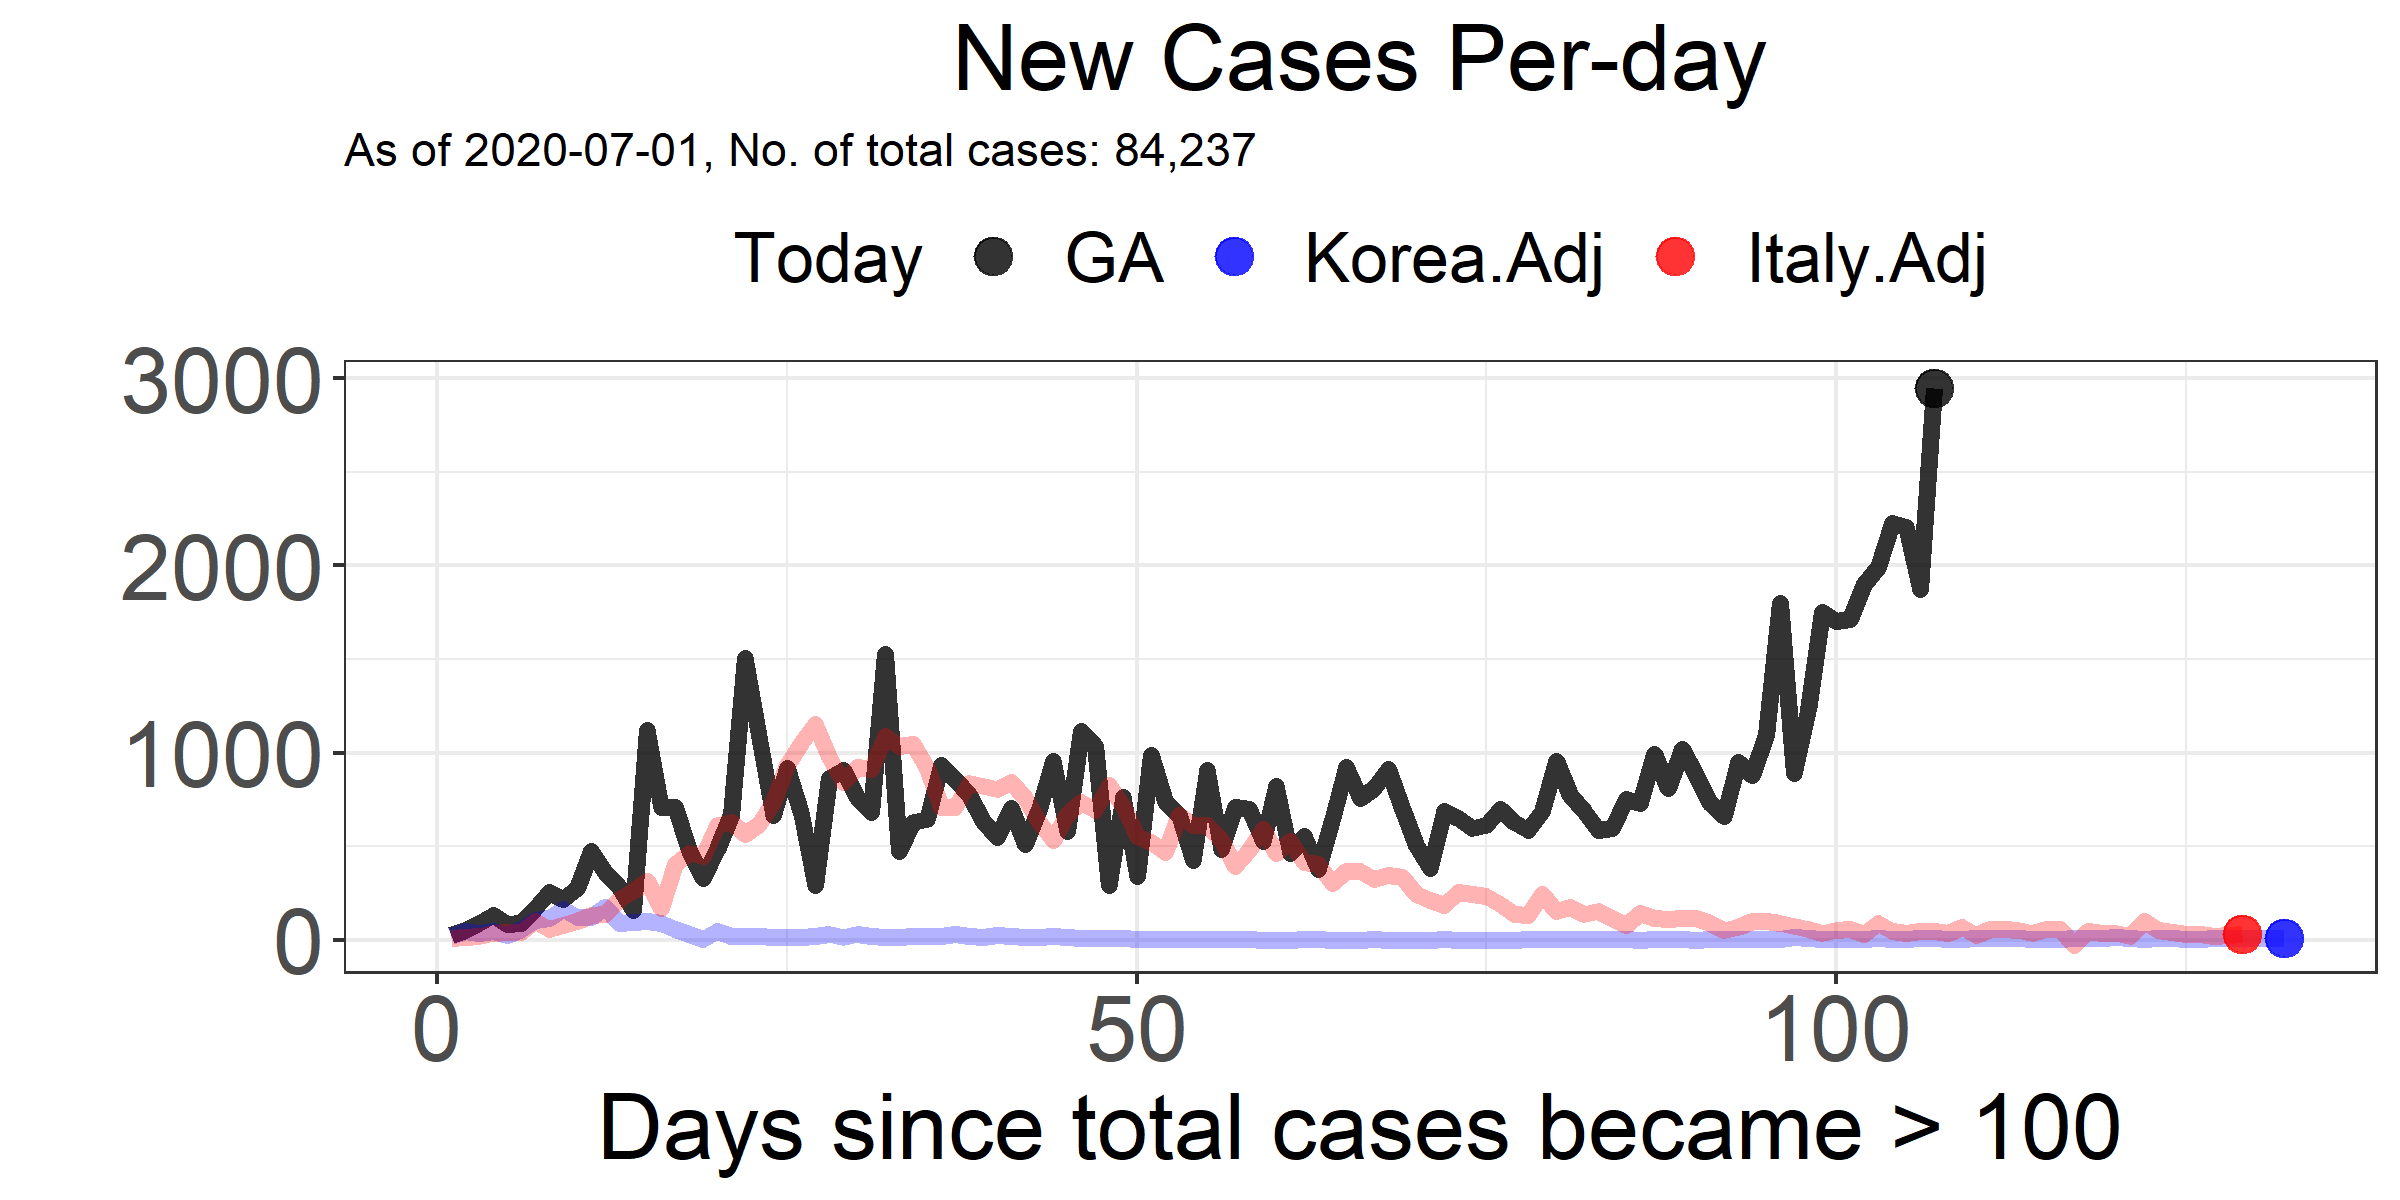 New Cases Per-day
As of 2020-07-01, No. of total cases: 84,237
Today GA Korea.Adj Italy.Adj
3000
2000
1000
0
0 50 100
Days since total cases became > 100